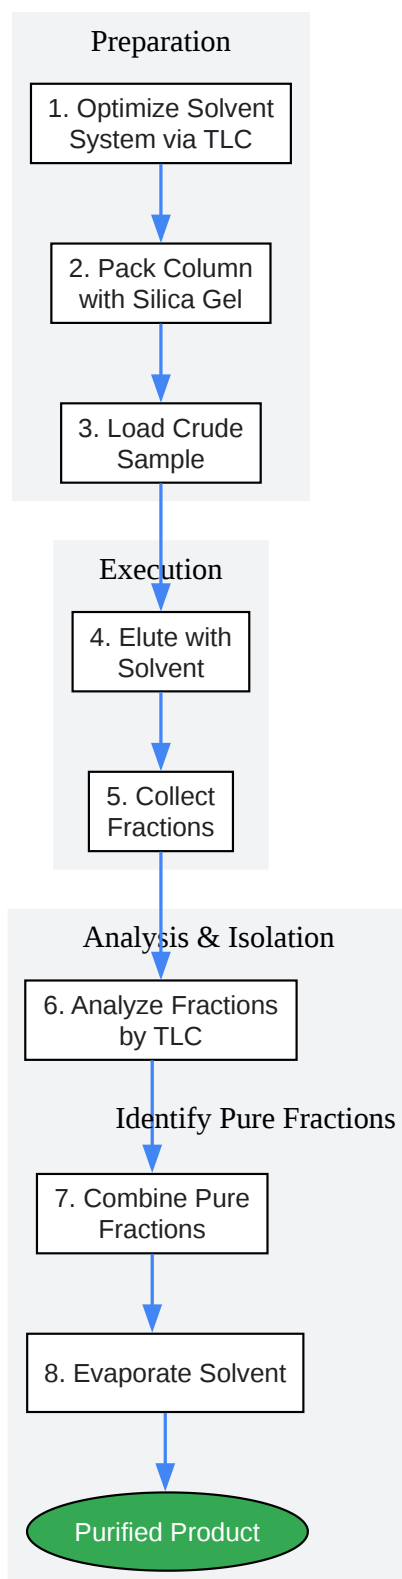 Preparation
1. Optimize Solvent
System via TLC
2. Pack Column
with Silica Gel
3. Load Crude
Sample
Execution
4. Elute with
Solvent
5. Collect
Fractions
Analysis & Isolation
6. Analyze Fractions
by TLC
Identify Pure Fractions
7. Combine Pure
Fractions
8. Evaporate Solvent
Purified Product